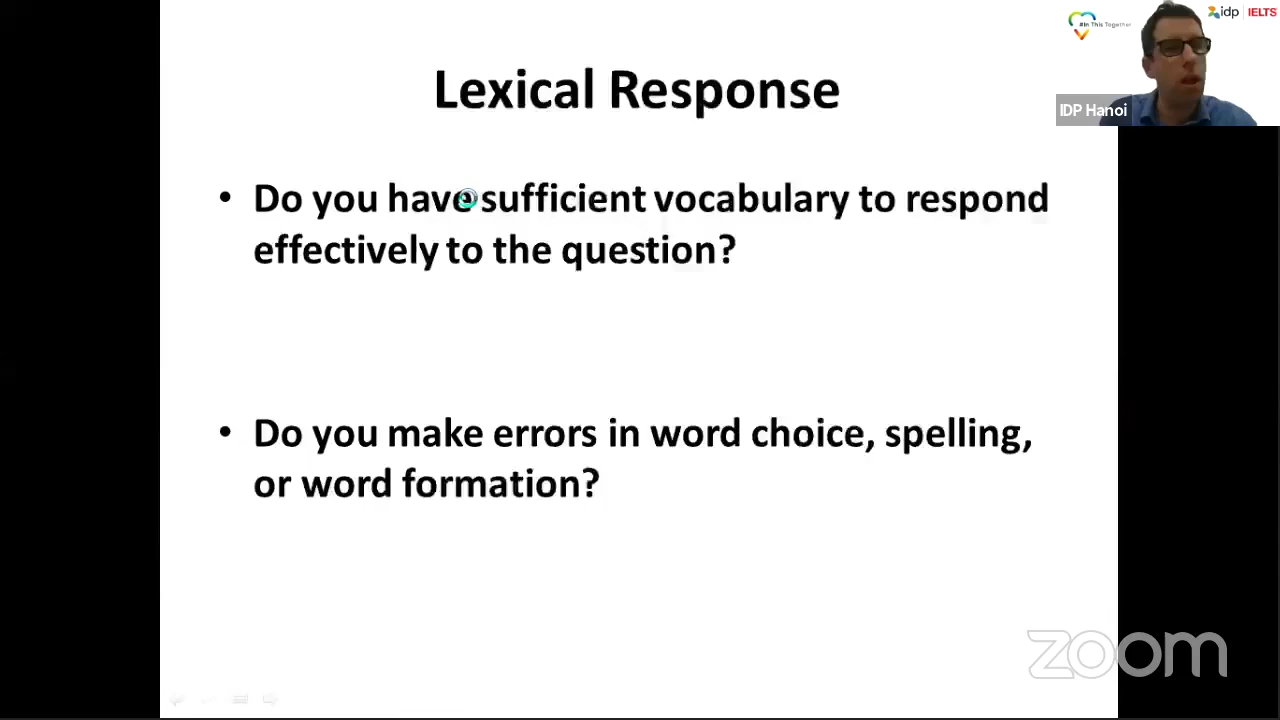 Lexical Response
• Do you have sufficient vocabulary to respond
effectively to the question?
• Do you make errors in word choice, spelling,
or word formation?
#In This Together
idp | IELTS
IDP Hanoi
zoom